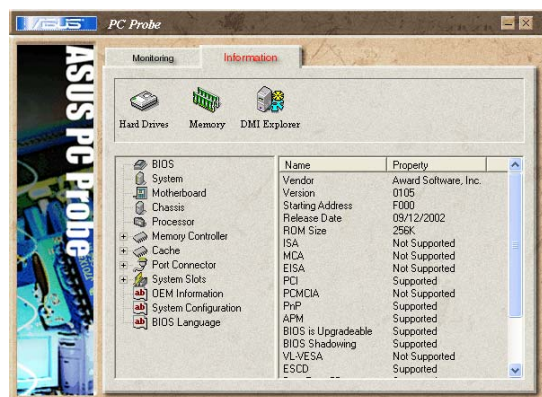 ASUS PC Probe
ASUS PC Probe
Monitoring Information
Hard Drives Memory DMI Explorer
BIOS
System
Motherboard
Chassis
Processor
Memory Controller
Cache
Port Connector
System Slots
OEM Information
System Configuration
BIOS Language
Name Property
Vendor Award Software, Inc.
Version 0105
Starting Address F000
Release Date 09/12/2002
ROM Size 256K
ISA Not Supported
MCA Not Supported
EISA Not Supported
PCI Supported
PCMCIA Not Supported
PnP Supported
APM Supported
BIOS is Upgradeable Supported
BIOS Shadowing Supported
VL-VESA Not Supported
ESCD Supported